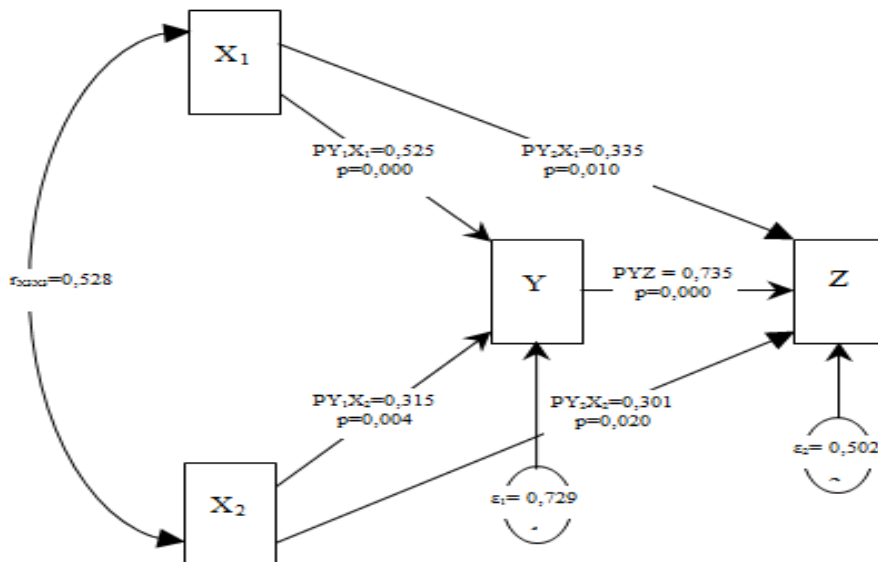 X₁
PY₁X₁=0,525
p=0,000
PY₂X₁=0,335
p=0,010
Y
PYZ = 0,735
p=0,000
Z
=0,528
PY₁X₂=0,315
p=0,004
PY₂X₂=0,301
p=0,020
X₂
ε₁= 0,729
ε₂= 0,502